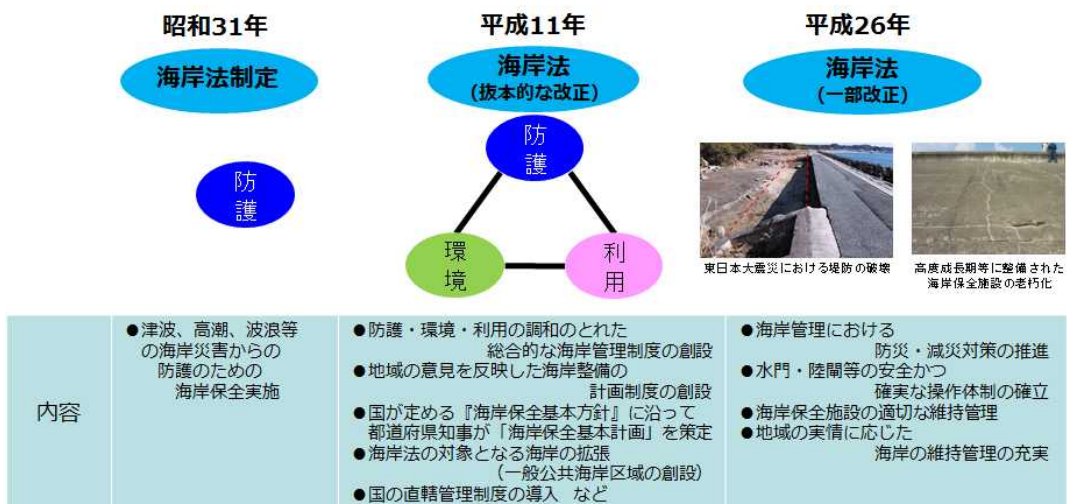 昭和31年
平成11年
平成26年
海岸法制定
海岸法
(抜本的な改正)
海岸法
(一部改正)
防護
防護
環境
利用
東日本大震災における堤防の破壊
高度成長期等に整備された
海岸保全施設の老朽化
内容
●津波、高潮、波浪等
の海岸災害からの
防護のための
海岸保全実施
●防護・環境・利用の調和のとれた
総合的な海岸管理制度の創設
●地域の意見を反映した海岸整備の
計画制度の創設
●国が定める『海岸保全基本方針』に沿って
都道府県知事が「海岸保全基本計画」を策定
●海岸法の対象となる海岸の拡張
(一般公共海岸区域の創設)
●国の直轄管理制度の導入 など
●海岸管理における
防災・減災対策の推進
●水門・陸閘等の安全かつ
確実な操作体制の確立
●海岸保全施設の適切な維持管理
●地域の実情に応じた
海岸の維持管理の充実